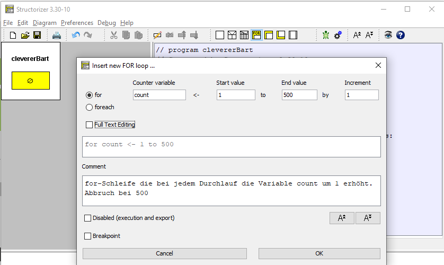 Structorizer 3.30-10
File Edit Diagram Preferences Debug Help
clevererBart
∅
// program clevererBart
Insert new FOR loop ...
Counter variable Start value End value Increment
for count <- 1 to 500 by 1
foreach
Full Text Editing
for count <- 1 to 500
Comment
for-Schleife die bei jedem Durchlauf die Variable count um 1 erhöht.
Abbruch bei 500
Disabled (execution and export)
Breakpoint
Cancel OK